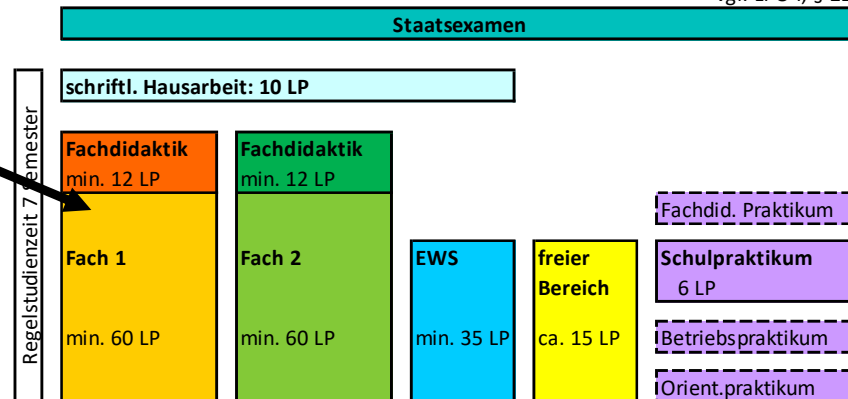 Staatsexamen
schriftl. Hausarbeit: 10 LP
Regelstudienzeit 7 Semester
Fachdidaktik
min. 12 LP
Fach 1
min. 60 LP
Fachdidaktik
min. 12 LP
Fach 2
min. 60 LP
EWS
min. 35 LP
freier
Bereich
ca. 15 LP
Fachdid. Praktikum
Schulpraktikum
6 LP
Betriebspraktikum
Orient.praktikum